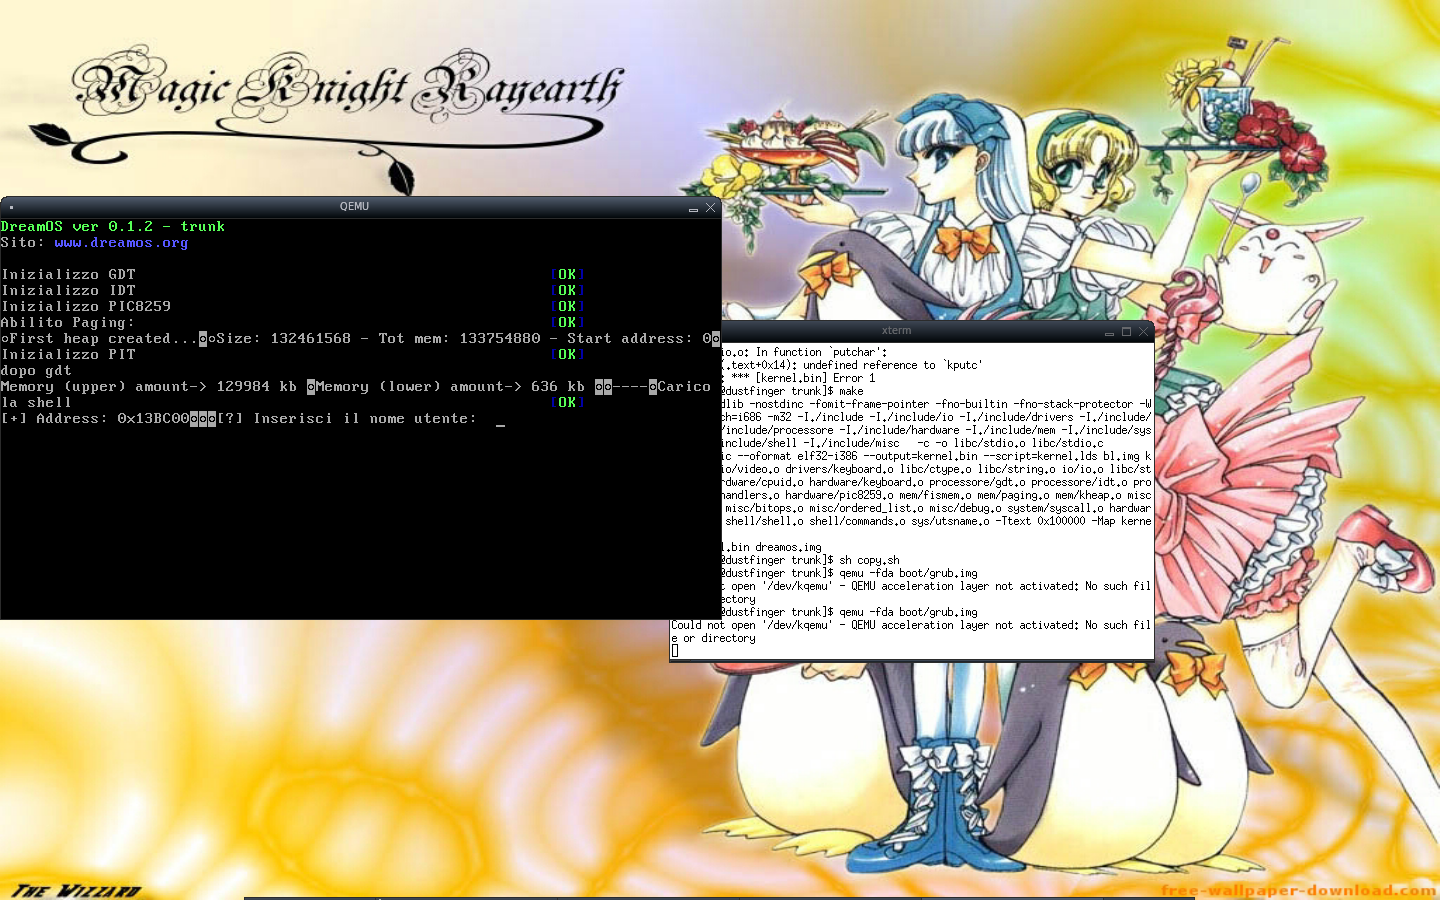 Magic Knight Rayearth
QEMU
DreamOS ver 0.1.2 - trunk
Sito: www.dreamos.org
Inizializzo GDT [OK]
Inizializzo IDT [OK]
Inizializzo PIC8259 [OK]
Abilito Paging: [OK]
First heap created... Size: 132461568 - Tot mem: 133754880 - Start address: 0
Inizializzo PIT [OK]
dopo gdt
Memory (upper) amount-> 129984 kb Memory (lower) amount-> 636 kb ----Carico
la shell [OK]
[+] Address: 0x13BC00[?] Inserisci il nome utente: _
xterm
io.o: In function `putchar':
(.text+0x14): undefined reference to `kputc'
: *** [kernel.bin] Error 1
@dustfinger trunk]$ make
dlib -nostdinc -fomit-frame-pointer -fno-builtin -fno-stack-protector -W
ch=i686 -m32 -I./include -I./include/io -I./include/drivers -I./include/
/include/processore -I./include/hardware -I./include/mem -I./include/sys
include/shell -I./include/misc -c -o libc/stdio.o libc/stdio.c
ic --oformat elf32-i386 --output=kernel.bin --script=kernel.lds bl.img k
io/video.o drivers/keyboard.o libc/ctype.o libc/string.o io/io.o libc/st
rdware/cpuid.o hardware/keyboard.o processore/gdt.o processore/idt.o pro
handlers.o hardware/pic8259.o mem/fismem.o mem/paging.o mem/kheap.o misc
misc/bitops.o misc/ordered_list.o misc/debug.o system/syscall.o hardwar
shell/shell.o shell/commands.o sys/utsname.o -Ttext 0x100000 -Map kerne
l.bin dreamos.img
@dustfinger trunk]$ sh copy.sh
@dustfinger trunk]$ qemu -fda boot/grub.img
t open '/dev/kqemu' - QEMU acceleration layer not activated: No such fil
ectory
@dustfinger trunk]$ qemu -fda boot/grub.img
Could not open '/dev/kqemu' - QEMU acceleration layer not activated: No such fil
e or directory
The Wizzard
free-wallpaper-download.com